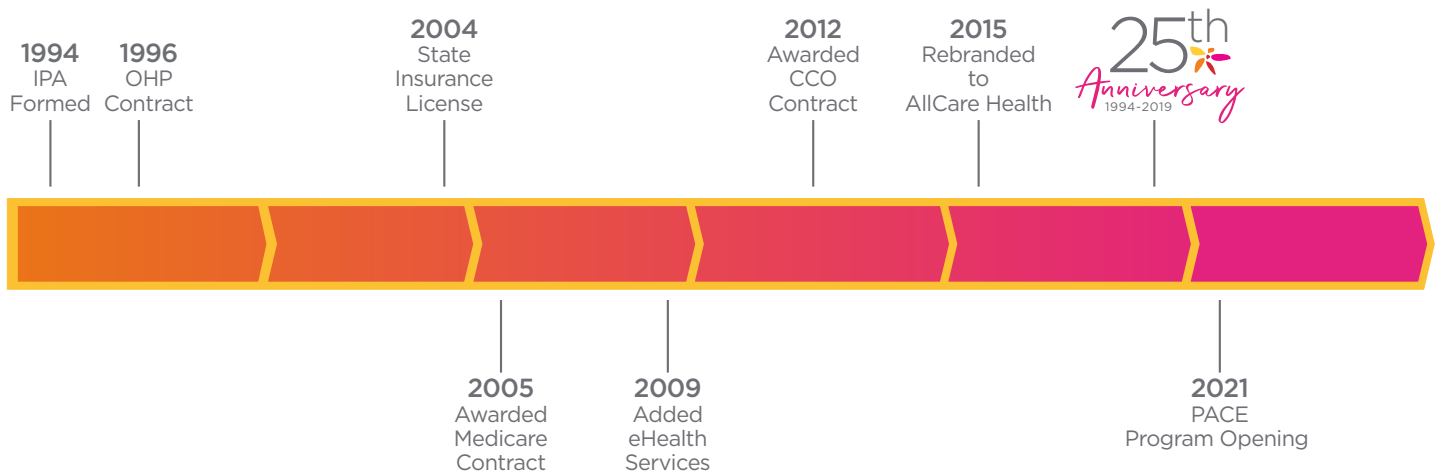 1994
IPA
Formed
1996
OHP
Contract
2004
State
Insurance
License
2012
Awarded
CCO
Contract
2015
Rebranded
to
AllCare Health
25th
Anniversary
1994-2019
2005
Awarded
Medicare
Contract
2009
Added
eHealth
Services
2021
PACE
Program Opening